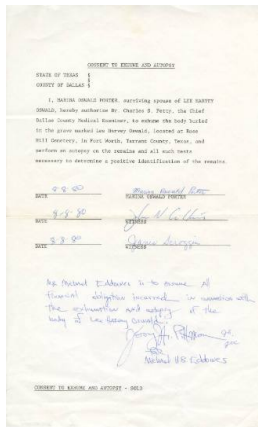 CONSENT TO EXHUME AND AUTOPSY
STATE OF TEXAS §
§
COUNTY OF DALLAS §
I, MARINA OSWALD PORTER, surviving spouse of LEE HARVEY
OSWALD, hereby authorize Dr. Charles S. Petty, the Chief
Dallas County Medical Examiner, to exhume the body buried
in the grave marked Lee Harvey Oswald, located at Rose
Hill Cemetery, in Fort Worth, Tarrant County, Texas, and
perform an autopsy on the remains and all such tests
necessary to determine a positive identification of the remains.
8-8-80
DATE MARINA OSWALD PORTER
8-8-80
DATE WITNESS
8-8-80
DATE WITNESS
Mr. Michael Eddowes is to assume all
financial obligation incurred in connection with
the exhumation and autopsy of the
body of Lee Harvey Oswald
Michael H B Eddowes
CONSENT TO EXHUME AND AUTOPSY - SOLO